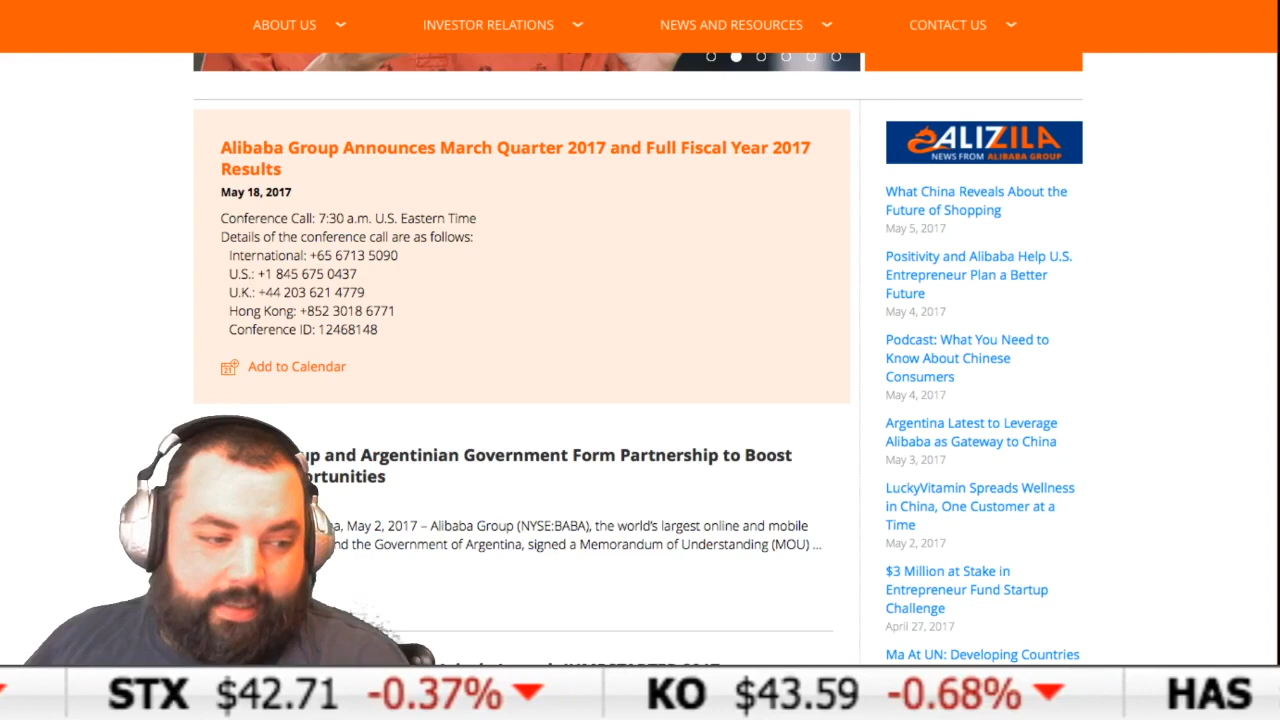 ABOUT US
INVESTOR RELATIONS
NEWS AND RESOURCES
CONTACT US
Alibaba Group Announces March Quarter 2017 and Full Fiscal Year 2017
Results
May 18, 2017
Conference Call: 7:30 a.m. U.S. Eastern Time
Details of the conference call are as follows:
International: +65 6713 5090
U.S.: +1 845 675 0437
U.K.: +44 203 621 4779
Hong Kong: +852 3018 6771
Conference ID: 12468148
21 Add to Calendar
and Argentinian Government Form Partnership to Boost
May 2, 2017 – Alibaba Group (NYSE:BABA), the world's largest online and mobile
the Government of Argentina, signed a Memorandum of Understanding (MOU) ...
ALIZILA
NEWS FROM ALIBABA GROUP
What China Reveals About the
Future of Shopping
May 5, 2017
Positivity and Alibaba Help U.S.
Entrepreneur Plan a Better
Future
May 4, 2017
Podcast: What You Need to
Know About Chinese
Consumers
May 4, 2017
Argentina Latest to Leverage
Alibaba as Gateway to China
May 3, 2017
LuckyVitamin Spreads Wellness
in China, One Customer at a
Time
May 2, 2017
$3 Million at Stake in
Entrepreneur Fund Startup
Challenge
April 27, 2017
Ma At UN: Developing Countries
STX $42.71 -0.37% KO $43.59 -0.68% HAS